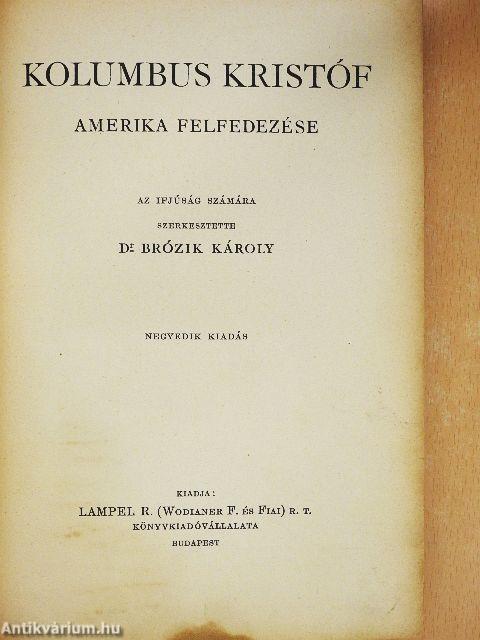 KOLUMBUS KRISTÓF
AMERIKA FELFEDEZÉSE
AZ IFJÚSÁG SZÁMÁRA
SZERKESZTETTE
Dr BRÓZIK KÁROLY
NEGYEDIK KIADÁS
KIADJA:
LAMPEL R. (WODIANER F. ÉS FIAI) R. T.
KÖNYVKIADÓVÁLLALATA
BUDAPEST
Antikvárium.hu